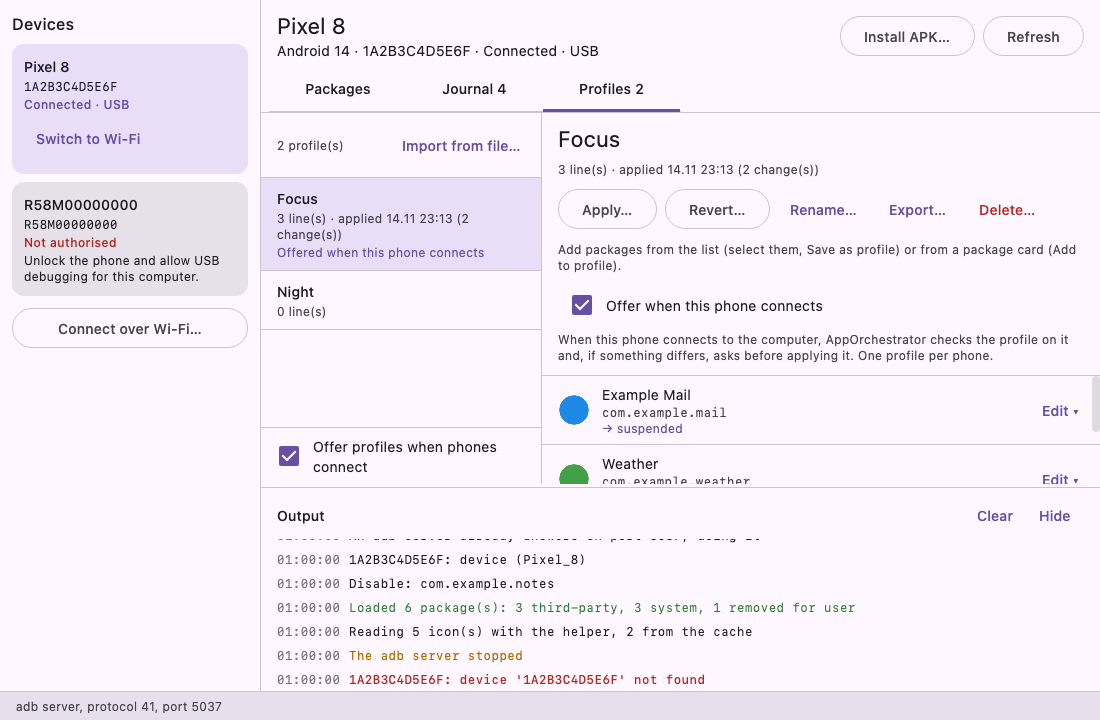 Devices
Pixel 8
1A2B3C4D5E6F
Connected · USB
Switch to Wi-Fi
R58M00000000
R58M00000000
Not authorised
Unlock the phone and allow USB
debugging for this computer.
Connect over Wi-Fi…
Pixel 8
Android 14 · 1A2B3C4D5E6F · Connected · USB
Install APK…
Refresh
Packages
Journal 4
Profiles 2
2 profile(s)
Import from file…
Focus
3 line(s) · applied 14.11 23:13 (2
change(s))
Offered when this phone connects
Night
0 line(s)
Offer profiles when phones
connect
Focus
3 line(s) · applied 14.11 23:13 (2 change(s))
Apply…
Revert…
Rename…
Export…
Delete…
Add packages from the list (select them, Save as profile) or from a package card (Add
to profile).
Offer when this phone connects
When this phone connects to the computer, AppOrchestrator checks the profile on it
and, if something differs, asks before applying it. One profile per phone.
Example Mail
com.example.mail
→ suspended
Edit ▾
Weather
com.example.weather
Edit ▾
Output
Clear
Hide
01:00:00 1A2B3C4D5E6F: device (Pixel_8)
01:00:00 Disable: com.example.notes
01:00:00 Loaded 6 package(s): 3 third-party, 3 system, 1 removed for user
01:00:00 Reading 5 icon(s) with the helper, 2 from the cache
01:00:00 The adb server stopped
01:00:00 1A2B3C4D5E6F: device '1A2B3C4D5E6F' not found
adb server, protocol 41, port 5037